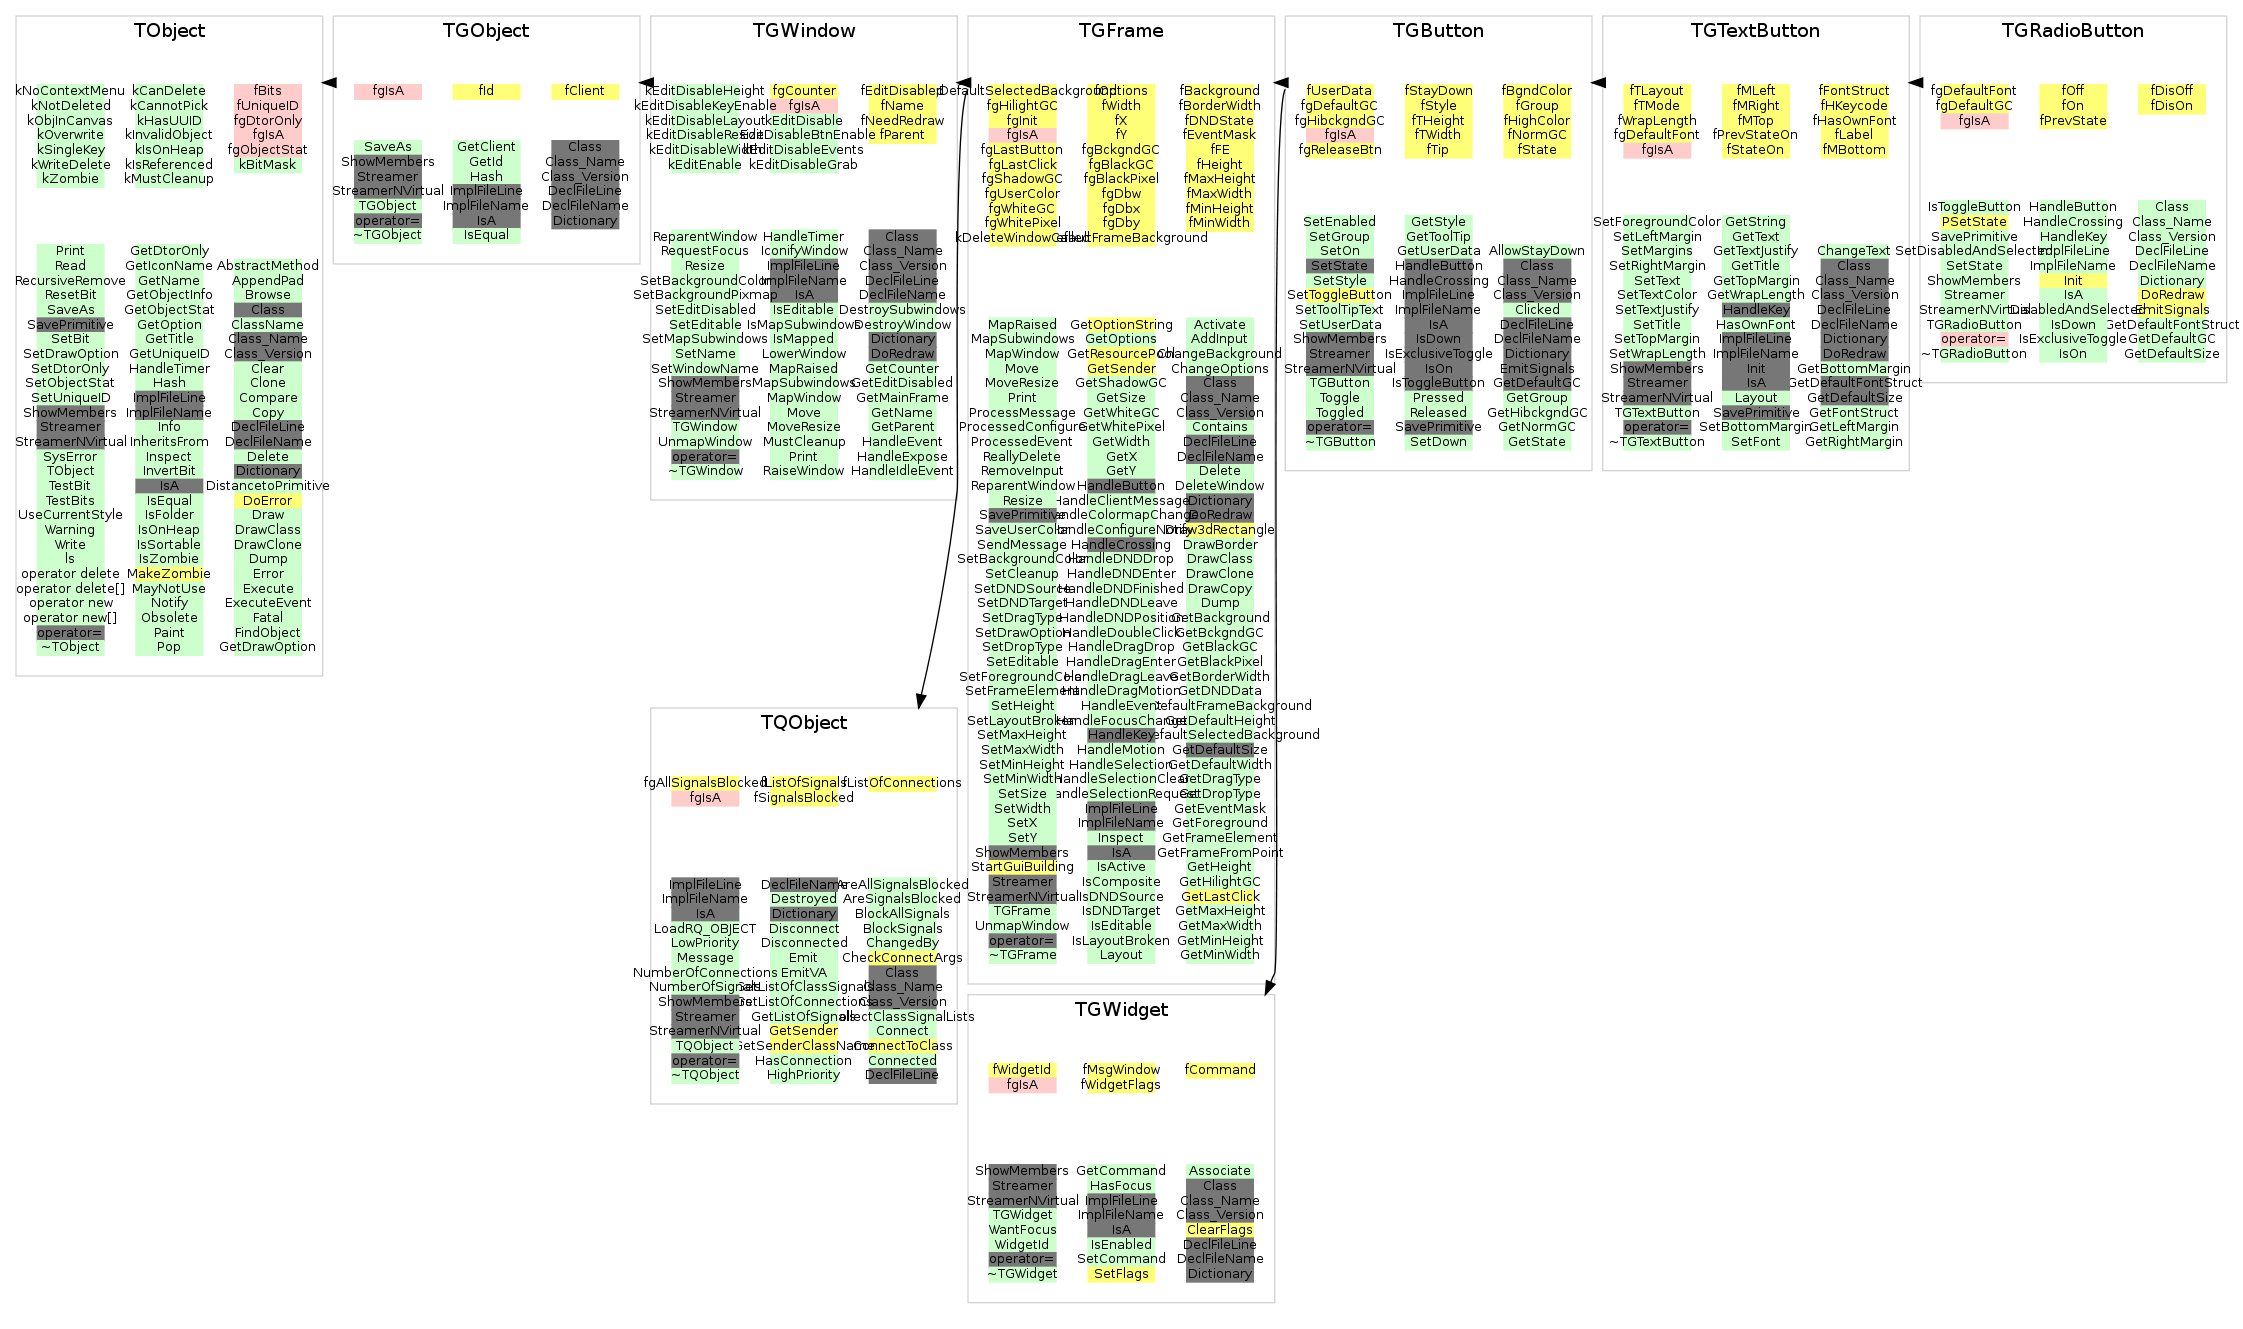 TObject
kNoContextMenu
kNotDeleted
kObjInCanvas
kOverwrite
kSingleKey
kWriteDelete
kZombie
kCanDelete
kCannotPick
kHasUUID
kInvalidObject
kIsOnHeap
kIsReferenced
kMustCleanup
fBits
fUniqueID
fgDtorOnly
fgIsA
fgObjectStat
kBitMask
Print
Read
RecursiveRemove
ResetBit
SaveAs
SavePrimitive
SetBit
SetDrawOption
SetDtorOnly
SetObjectStat
SetUniqueID
ShowMembers
Streamer
StreamerNVirtual
SysError
TObject
TestBit
TestBits
UseCurrentStyle
Warning
Write
ls
operator delete
operator delete[]
operator new
operator new[]
operator=
~TObject
GetDtorOnly
GetIconName
GetName
GetObjectInfo
GetObjectStat
GetOption
GetTitle
GetUniqueID
HandleTimer
Hash
ImplFileLine
ImplFileName
Info
InheritsFrom
Inspect
InvertBit
IsA
IsEqual
IsFolder
IsOnHeap
IsSortable
IsZombie
MakeZombie
MayNotUse
Notify
Obsolete
Paint
Pop
AbstractMethod
AppendPad
Browse
Class
ClassName
Class_Name
Class_Version
Clear
Clone
Compare
Copy
DeclFileLine
DeclFileName
Delete
Dictionary
DistancetoPrimitive
DoError
Draw
DrawClass
DrawClone
Dump
Error
Execute
ExecuteEvent
Fatal
FindObject
GetDrawOption
TGObject
fgIsA
fId
fClient
SaveAs
ShowMembers
Streamer
StreamerNVirtual
TGObject
operator=
~TGObject
GetClient
GetId
Hash
ImplFileLine
ImplFileName
IsA
IsEqual
Class
Class_Name
Class_Version
DeclFileLine
DeclFileName
Dictionary
TGWindow
kEditDisableHeight
kEditDisableKeyEnable
kEditDisableLayout
kEditDisableResize
kEditDisableWidth
kEditEnable
fgCounter
fgIsA
kEditDisable
kEditDisableBtnEnable
kEditDisableEvents
kEditDisableGrab
fEditDisabled
fName
fNeedRedraw
fParent
ReparentWindow
RequestFocus
Resize
SetBackgroundColor
SetBackgroundPixmap
SetEditDisabled
SetEditable
SetMapSubwindows
SetName
SetWindowName
ShowMembers
Streamer
StreamerNVirtual
TGWindow
UnmapWindow
operator=
~TGWindow
HandleTimer
IconifyWindow
ImplFileLine
ImplFileName
IsA
IsEditable
IsMapSubwindows
IsMapped
LowerWindow
MapRaised
MapSubwindows
MapWindow
Move
MoveResize
MustCleanup
Print
RaiseWindow
Class
Class_Name
Class_Version
DeclFileLine
DeclFileName
DestroySubwindows
DestroyWindow
Dictionary
DoRedraw
GetCounter
GetEditDisabled
GetMainFrame
GetName
GetParent
HandleEvent
HandleExpose
HandleIdleEvent
TQObject
fgAllSignalsBlocked
fgIsA
fListOfSignals
fSignalsBlocked
fListOfConnections
ImplFileLine
ImplFileName
IsA
LoadRQ_OBJECT
LowPriority
Message
NumberOfConnections
NumberOfSignals
ShowMembers
Streamer
StreamerNVirtual
TQObject
operator=
~TQObject
DeclFileName
Destroyed
Dictionary
Disconnect
Disconnected
Emit
EmitVA
GetListOfClassSignals
GetListOfConnections
GetListOfSignals
GetSender
GetSenderClassName
HasConnection
HighPriority
AreAllSignalsBlocked
AreSignalsBlocked
BlockAllSignals
BlockSignals
ChangedBy
CheckConnectArgs
Class
Class_Name
Class_Version
ollectClassSignalLists
Connect
ConnectToClass
Connected
DeclFileLine
TGFrame
DefaultSelectedBackground
fgHilightGC
fgInit
fgIsA
fgLastButton
fgLastClick
fgShadowGC
fgUserColor
fgWhiteGC
fgWhitePixel
kDeleteWindowCalled
fOptions
fWidth
fX
fY
fgBckgndGC
fgBlackGC
fgBlackPixel
fgDbw
fgDbx
fgDby
efaultFrameBackground
fBackground
fBorderWidth
fDNDState
fEventMask
fFE
fHeight
fMaxHeight
fMaxWidth
fMinHeight
fMinWidth
MapRaised
MapSubwindows
MapWindow
Move
MoveResize
Print
ProcessMessage
ProcessedConfigure
ProcessedEvent
ReallyDelete
RemoveInput
ReparentWindow
Resize
SavePrimitive
SaveUserColor
SendMessage
SetBackgroundColor
SetCleanup
SetDNDSource
SetDNDTarget
SetDragType
SetDrawOption
SetDropType
SetEditable
SetForegroundColor
SetFrameElement
SetHeight
SetLayoutBroken
SetMaxHeight
SetMaxWidth
SetMinHeight
SetMinWidth
SetSize
SetWidth
SetX
SetY
ShowMembers
StartGuiBuilding
Streamer
StreamerNVirtual
TGFrame
UnmapWindow
operator=
~TGFrame
GetOptionString
GetOptions
GetResourcePool
GetSender
GetShadowGC
GetSize
GetWhiteGC
GetWhitePixel
GetWidth
GetX
GetY
HandleButton
HandleClientMessage
HandleColormapChange
HandleConfigureNotify
HandleCrossing
HandleDNDDrop
HandleDNDEnter
HandleDNDFinished
HandleDNDLeave
HandleDNDPosition
HandleDoubleClick
HandleDragDrop
HandleDragEnter
HandleDragLeave
HandleDragMotion
HandleEvent
HandleFocusChange
HandleKey
HandleMotion
HandleSelection
HandleSelectionClear
HandleSelectionRequest
ImplFileLine
ImplFileName
Inspect
IsA
IsActive
IsComposite
IsDNDSource
IsDNDTarget
IsEditable
IsLayoutBroken
Layout
Activate
AddInput
ChangeBackground
ChangeOptions
Class
Class_Name
Class_Version
Contains
DeclFileLine
DeclFileName
Delete
DeleteWindow
Dictionary
DoRedraw
Draw3dRectangle
DrawBorder
DrawClass
DrawClone
DrawCopy
Dump
GetBackground
GetBckgndGC
GetBlackGC
GetBlackPixel
GetBorderWidth
GetDNDData
DefaultFrameBackground
GetDefaultHeight
efaultSelectedBackground
GetDefaultSize
GetDefaultWidth
GetDragType
GetDropType
GetEventMask
GetForeground
GetFrameElement
GetFrameFromPoint
GetHeight
GetHilightGC
GetLastClick
GetMaxHeight
GetMaxWidth
GetMinHeight
GetMinWidth
TGWidget
fWidgetId
fgIsA
fMsgWindow
fWidgetFlags
fCommand
ShowMembers
Streamer
StreamerNVirtual
TGWidget
WantFocus
WidgetId
operator=
~TGWidget
GetCommand
HasFocus
ImplFileLine
ImplFileName
IsA
IsEnabled
SetCommand
SetFlags
Associate
Class
Class_Name
Class_Version
ClearFlags
DeclFileLine
DeclFileName
Dictionary
TGButton
fUserData
fgDefaultGC
fgHibckgndGC
fgIsA
fgReleaseBtn
fStayDown
fStyle
fTHeight
fTWidth
fTip
fBgndColor
fGroup
fHighColor
fNormGC
fState
SetEnabled
SetGroup
SetOn
SetState
SetStyle
SetToggleButton
SetToolTipText
SetUserData
ShowMembers
Streamer
StreamerNVirtual
TGButton
Toggle
Toggled
operator=
~TGButton
GetStyle
GetToolTip
GetUserData
HandleButton
HandleCrossing
ImplFileLine
ImplFileName
IsA
IsDown
IsExclusiveToggle
IsOn
IsToggleButton
Pressed
Released
SavePrimitive
SetDown
AllowStayDown
Class
Class_Name
Class_Version
Clicked
DeclFileLine
DeclFileName
Dictionary
EmitSignals
GetDefaultGC
GetGroup
GetHibckgndGC
GetNormGC
GetState
TGTextButton
fTLayout
fTMode
fWrapLength
fgDefaultFont
fgIsA
fMLeft
fMRight
fMTop
fPrevStateOn
fStateOn
fFontStruct
fHKeycode
fHasOwnFont
fLabel
fMBottom
SetForegroundColor
SetLeftMargin
SetMargins
SetRightMargin
SetText
SetTextColor
SetTextJustify
SetTitle
SetTopMargin
SetWrapLength
ShowMembers
Streamer
StreamerNVirtual
TGTextButton
operator=
~TGTextButton
GetString
GetText
GetTextJustify
GetTitle
GetTopMargin
GetWrapLength
HandleKey
HasOwnFont
ImplFileLine
ImplFileName
Init
IsA
Layout
SavePrimitive
SetBottomMargin
SetFont
ChangeText
Class
Class_Name
Class_Version
DeclFileLine
DeclFileName
Dictionary
DoRedraw
GetBottomMargin
GetDefaultFontStruct
GetDefaultSize
GetFontStruct
GetLeftMargin
GetRightMargin
TGRadioButton
fgDefaultFont
fgDefaultGC
fgIsA
fOff
fOn
fPrevState
fDisOff
fDisOn
IsToggleButton
PSetState
SavePrimitive
SetDisabledAndSelected
SetState
ShowMembers
Streamer
StreamerNVirtual
TGRadioButton
operator=
~TGRadioButton
HandleButton
HandleCrossing
HandleKey
ImplFileLine
ImplFileName
Init
IsA
DisabledAndSelected
IsDown
IsExclusiveToggle
IsOn
Class
Class_Name
Class_Version
DeclFileLine
DeclFileName
Dictionary
DoRedraw
EmitSignals
GetDefaultFontStruct
GetDefaultGC
GetDefaultSize